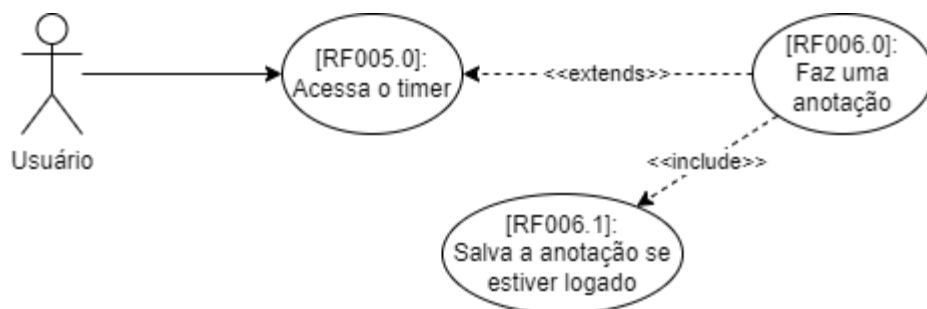 [RF005.0]:
Acessa o timer
<<extends>>
[RF006.0]:
Faz uma
anotação
Usuário
<<include>>
[RF006.1]:
Salva a anotação se
estiver logado